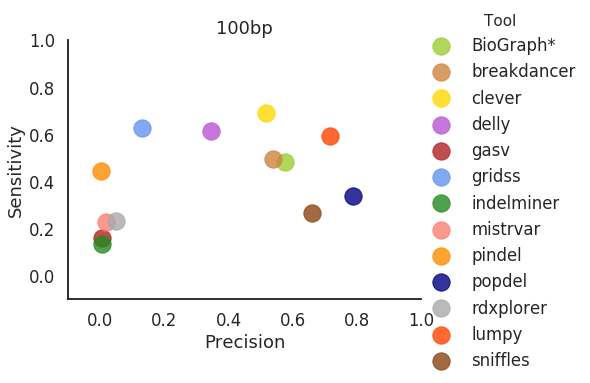 100bp
Sensitivity
1.0
0.8
0.6
0.4
0.2
0.0
0.0 0.2 0.4 0.6 0.8 1.0
Precision
Tool
BioGraph*
breakdancer
clever
delly
gasv
gridss
indelminer
mistrvar
pindel
popdel
rdxplorer
lumpy
sniffles